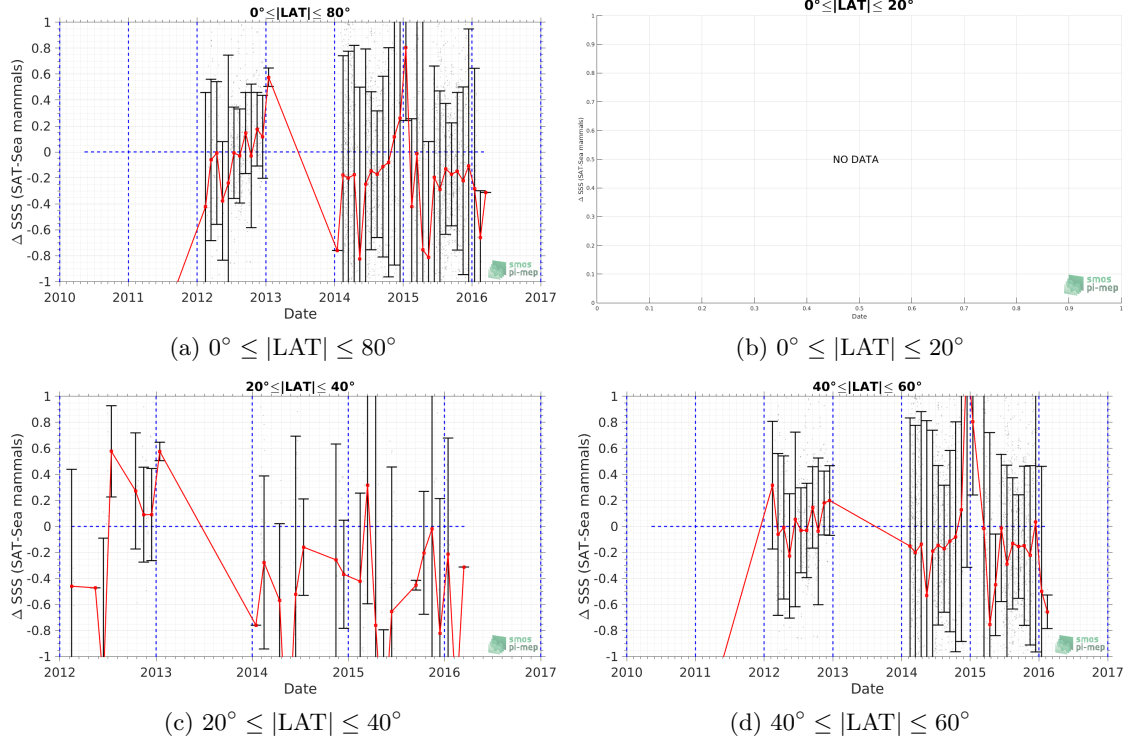 0°≤|LAT|≤ 80°
Δ SSS (SAT-Sea mammals)
1
0.8
0.6
0.4
0.2
0
-0.2
-0.4
-0.6
-0.8
-1
2010 2011 2012 2013 2014 2015 2016 2017
Date
smos
pi-mep
(a) 0° ≤ |LAT| ≤ 80°
0°≤|LAT|≤ 20°
Δ SSS (SAT-Sea mammals)
1
0.9
0.8
0.7
0.6
0.5
0.4
0.3
0.2
0.1
0
NO DATA
0 0.1 0.2 0.3 0.4 0.5 0.6 0.7 0.8 0.9 1
Date
smos
pi-mep
(b) 0° ≤ |LAT| ≤ 20°
20°≤|LAT|≤ 40°
Δ SSS (SAT-Sea mammals)
1
0.8
0.6
0.4
0.2
0
-0.2
-0.4
-0.6
-0.8
-1
2012 2013 2014 2015 2016 2017
Date
smos
pi-mep
(c) 20° ≤ |LAT| ≤ 40°
40°≤|LAT|≤ 60°
Δ SSS (SAT-Sea mammals)
1
0.8
0.6
0.4
0.2
0
-0.2
-0.4
-0.6
-0.8
-1
2010 2011 2012 2013 2014 2015 2016 2017
Date
smos
pi-mep
(d) 40° ≤ |LAT| ≤ 60°